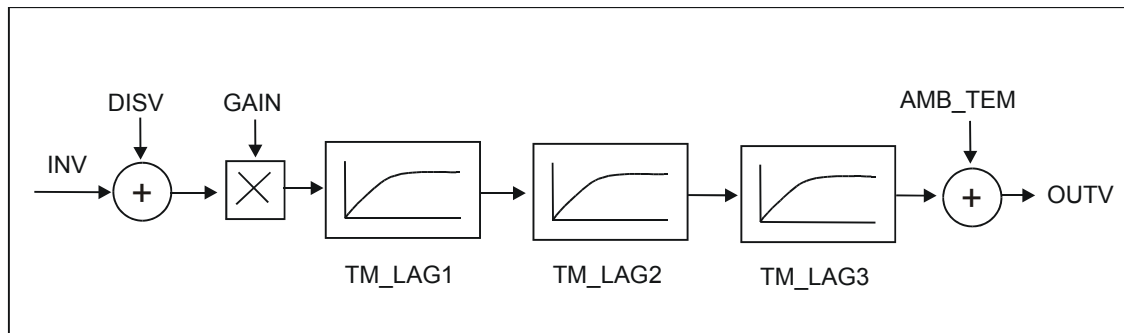 DISV
GAIN
AMB_TEM
INV
+
+
OUTV
TM_LAG1
TM_LAG2
TM_LAG3